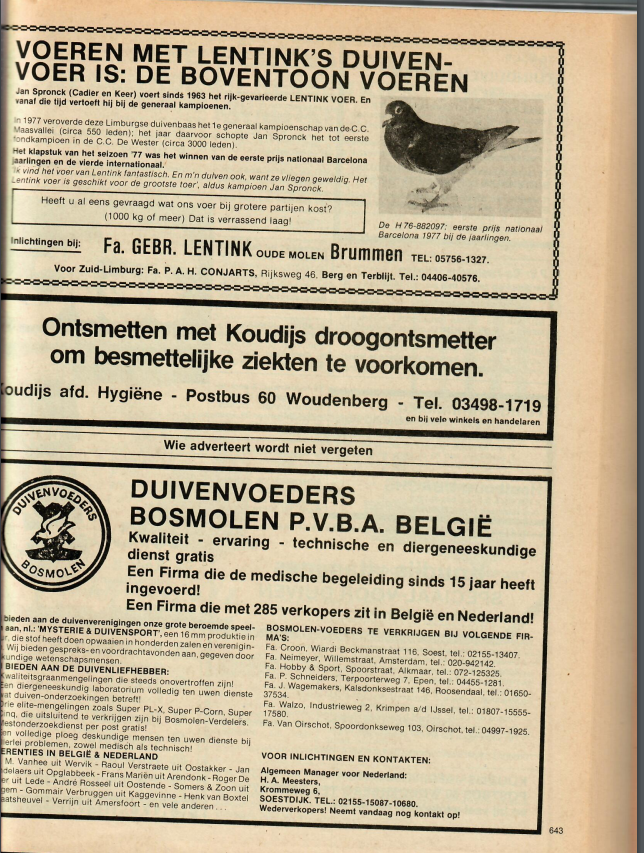 VOEREN MET LENTINK'S DUIVEN-
VOER IS: DE BOVENTOON VOEREN
Jan Spronck (Cadier en Keer) voert sinds 1963 het rijk-gevarieerde LENTINK VOER. En
vanaf die tijd vertoeft hij bij de generaal kampioenen.
In 1977 veroverde deze Limburgse duivenbaas het 1e generaal kampioenschap van de C.C.
Maasvallei (circa 550 leden); het jaar daarvoor schopte Jan Spronck het tot eerste
fondkampioen in de C.C. De Wester (circa 3000 leden).
Het klapstuk van het seizoen '77 was het winnen van de eerste prijs nationaal Barcelona
jaarlingen en de vierde internationaal.
'Ik vind het voer van Lentink fantastisch. En m'n duiven ook, want ze vliegen geweldig. Het
Lentink voer is geschikt voor de grootste toer', aldus kampioen Jan Spronck.
Heeft u al eens gevraagd wat ons voer bij grotere partijen kost?
(1000 kg of meer) Dat is verrassend laag!
De H 76-882097: eerste prijs nationaal
Barcelona 1977 bij de jaarlingen.
Inlichtingen bij: Fa. GEBR. LENTINK OUDE MOLEN Brummen TEL: 05756-1327.
Voor Zuid-Limburg: Fa. P. A. H. CONJARTS, Rijksweg 46, Berg en Terblijt. Tel.: 04406-40576.
Ontsmetten met Koudijs droogontsmetter
om besmettelijke ziekten te voorkomen.
Koudijs afd. Hygiëne - Postbus 60 Woudenberg - Tel. 03498-1719
en bij vele winkels en handelaren
Wie adverteert wordt niet vergeten
DUIVENVOEDERS
BOSMOLEN
DUIVENVOEDERS
BOSMOLEN P.V.B.A. BELGIË
Kwaliteit - ervaring - technische en diergeneeskundige
dienst gratis
Een Firma die de medische begeleiding sinds 15 jaar heeft
ingevoerd!
Een Firma die met 285 verkopers zit in België en Nederland!
bieden aan de duivenverenigingen onze grote beroemde speel-
aan, nl.: 'MYSTERIE & DUIVENSPORT', een 16 mm produktie in
die stof heeft doen opwaaien in honderden zalen en verenigin-
Wij bieden gespreks- en voordrachtavonden aan, gegeven door
kundige wetenschapsmensen.
BIEDEN AAN DE DUIVENLIEFHEBBER:
Kwaliteitsgraanmengelingen die steeds onovertroffen zijn!
Een diergeneeskundig laboratorium volledig ten uwen dienste
wat duiven-onderzoekingen betreft!
Drie elite-mengelingen zoals Super PL-X, Super P-Corn, Super
die uitsluitend te verkrijgen zijn bij Bosmolen-Verdelers.
Mestonderzoekdienst per post gratis!
Een volledige ploeg deskundige mensen ten uwen dienste bij
allerlei problemen, zowel medisch als technisch!
ERENTIES IN BELGIË & NEDERLAND
M. Vanhee uit Wervik - Raoul Verstraete uit Oostakker - Jan
delaers uit Opglabbeek - Frans Mariën uit Arendonk - Roger De
er uit Lede - André Rosseel uit Oostende - Somers & Zoon uit
gem - Gommair Verbruggen uit Kaggevinne - Henk van Boxtel
aatsheuvel - Verrijn uit Amersfoort - en vele anderen . . .
BOSMOLEN-VOEDERS TE VERKRIJGEN BIJ VOLGENDE FIR-
MA'S:
Fa. Croon, Wiardi Beckmanstraat 116, Soest, tel.: 02155-13407.
Fa. Neimeyer, Willemstraat, Amsterdam, tel.: 020-942142.
Fa. Hobby & Sport, Spoorstraat, Alkmaar, tel.: 072-125325.
Fa. P. Schneiders, Terpoorterweg 7, Epen, tel.: 04455-1281.
Fa. J. Wagemakers, Kalsdonksestraat 146, Roosendaal, tel.: 01650-
37534.
Fa. Walzo, Industrieweg 2, Krimpen a/d IJssel, tel.: 01807-15555-
17580.
Fa. Van Oirschot, Spoordonkseweg 103, Oirschot, tel.: 04997-1925.
VOOR INLICHTINGEN EN KONTAKTEN:
Algemeen Manager voor Nederland:
H. A. Meesters,
Krommeweg 6,
SOESTDIJK. TEL.: 02155-15087-10680.
Wederverkopers! Neemt vandaag nog kontakt op!
643